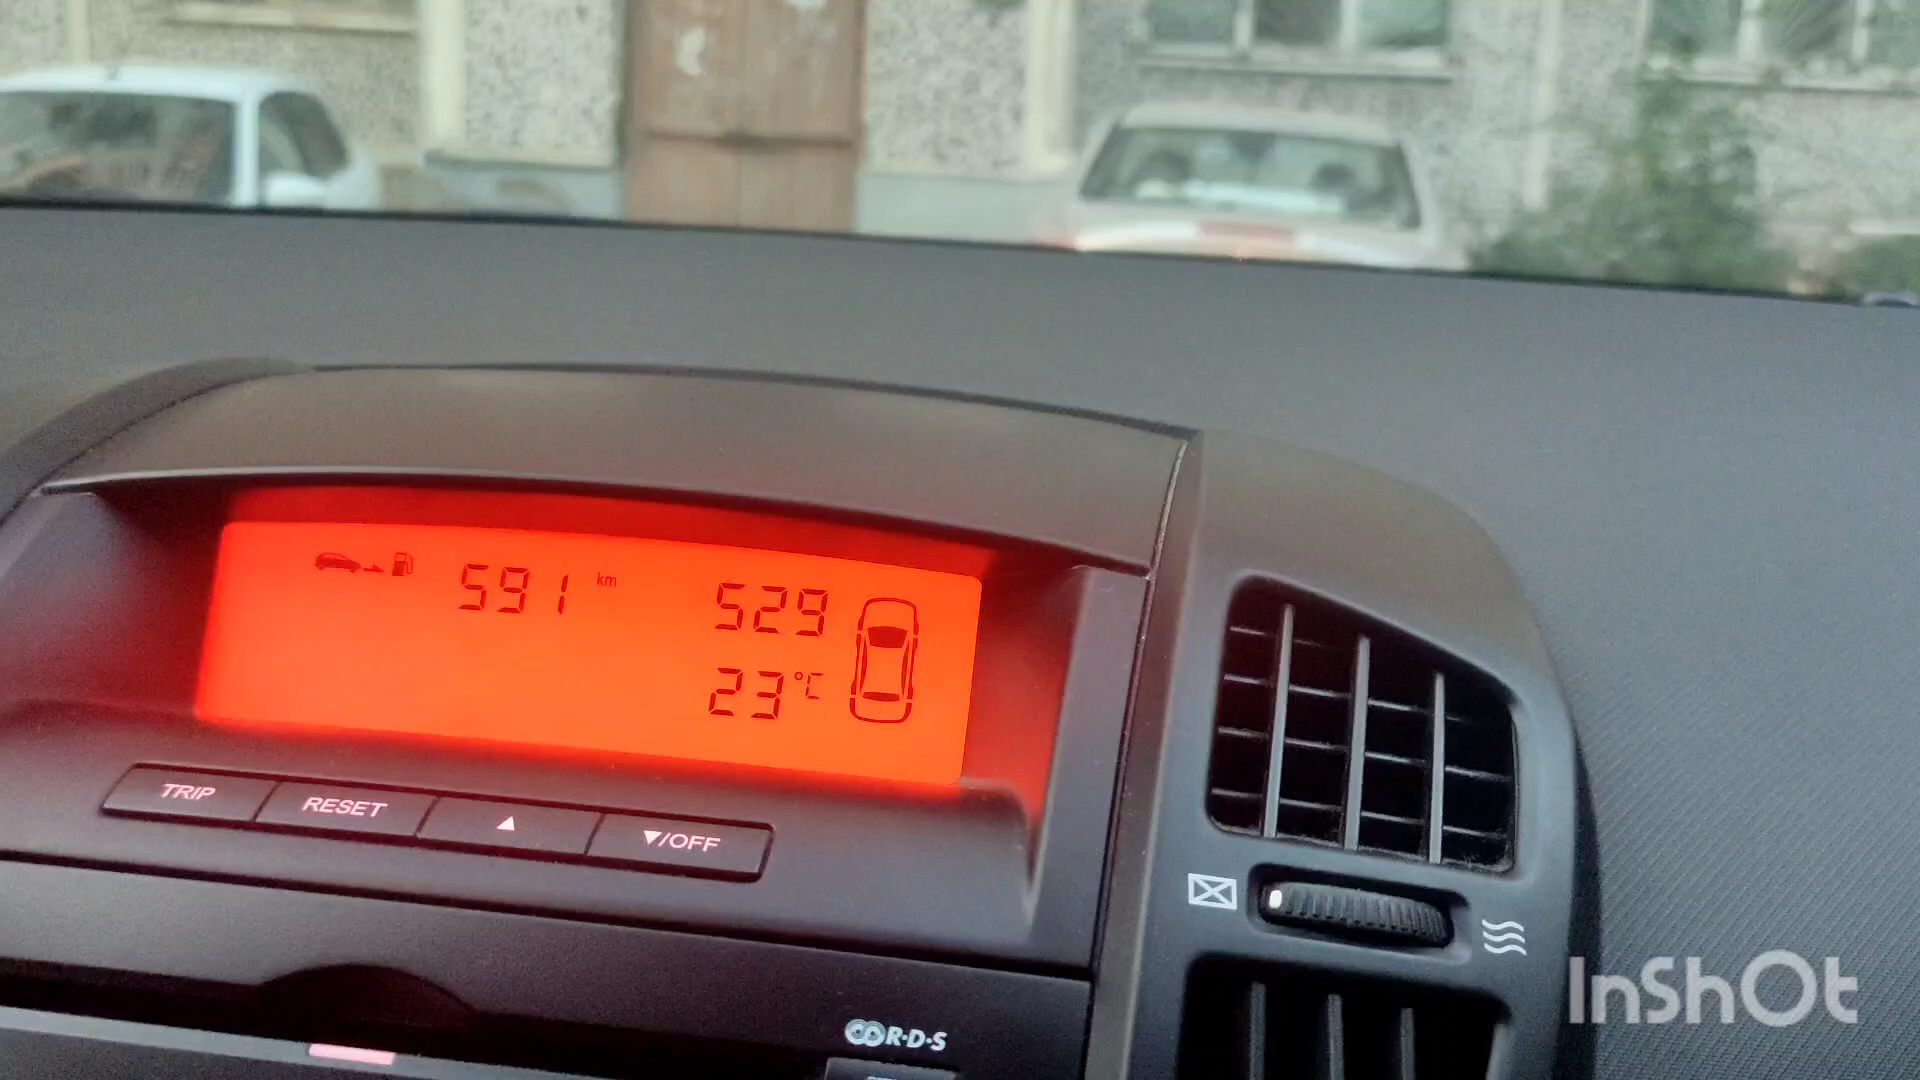 591 km 529
23°C
TRIP RESET ▲ ▼/OFF
R·D·S
InShOt